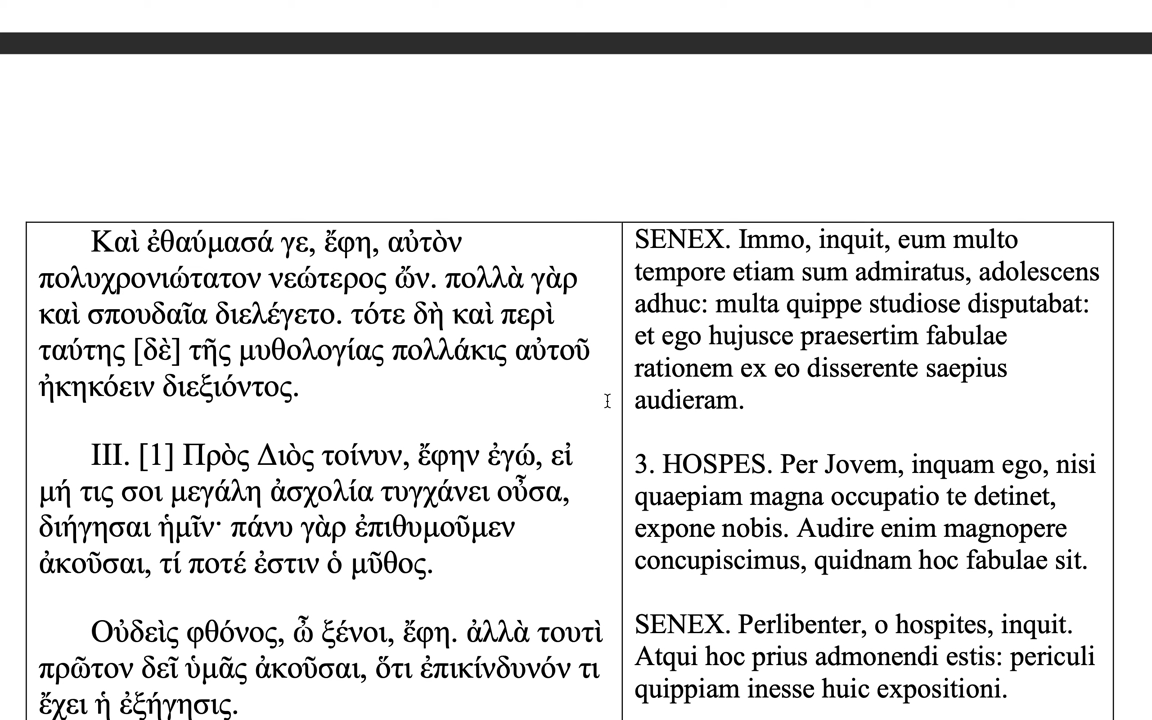 Καὶ ἐθαύμασά γε, ἔφη, αὐτὸν
πολυχρονιώτατον νεώτερος ὤν. πολλὰ γὰρ
καὶ σπουδαῖα διελέγετο. τότε δὴ καὶ περὶ
ταύτης [δὲ] τῆς μυθολογίας πολλάκις αὐτοῦ
ἠκηκόειν διεξιόντος.
III. [1] Πρὸς Διὸς τοίνυν, ἔφην ἐγώ, εἰ
μή τις σοι μεγάλη ἀσχολία τυγχάνει οὖσα,
διήγησαι ἡμῖν· πάνυ γὰρ ἐπιθυμοῦμεν
ἀκοῦσαι, τί ποτέ ἐστιν ὁ μῦθος.
Οὐδεὶς φθόνος, ὦ ξένοι, ἔφη. ἀλλὰ τουτὶ
πρῶτον δεῖ ὑμᾶς ἀκοῦσαι, ὅτι ἐπικίνδυνόν τι
ἔχει ἡ ἐξήγησις.
SENEX. Immo, inquit, eum multo
tempore etiam sum admiratus, adolescens
adhuc: multa quippe studiose disputabat:
et ego hujusce praesertim fabulae
rationem ex eo disserente saepius
audieram.
3. HOSPES. Per Jovem, inquam ego, nisi
quaepiam magna occupatio te detinet,
expone nobis. Audire enim magnopere
concupiscimus, quidnam hoc fabulae sit.
SENEX. Perlibenter, o hospites, inquit.
Atqui hoc prius admonendi estis: periculi
quippiam inesse huic expositioni.